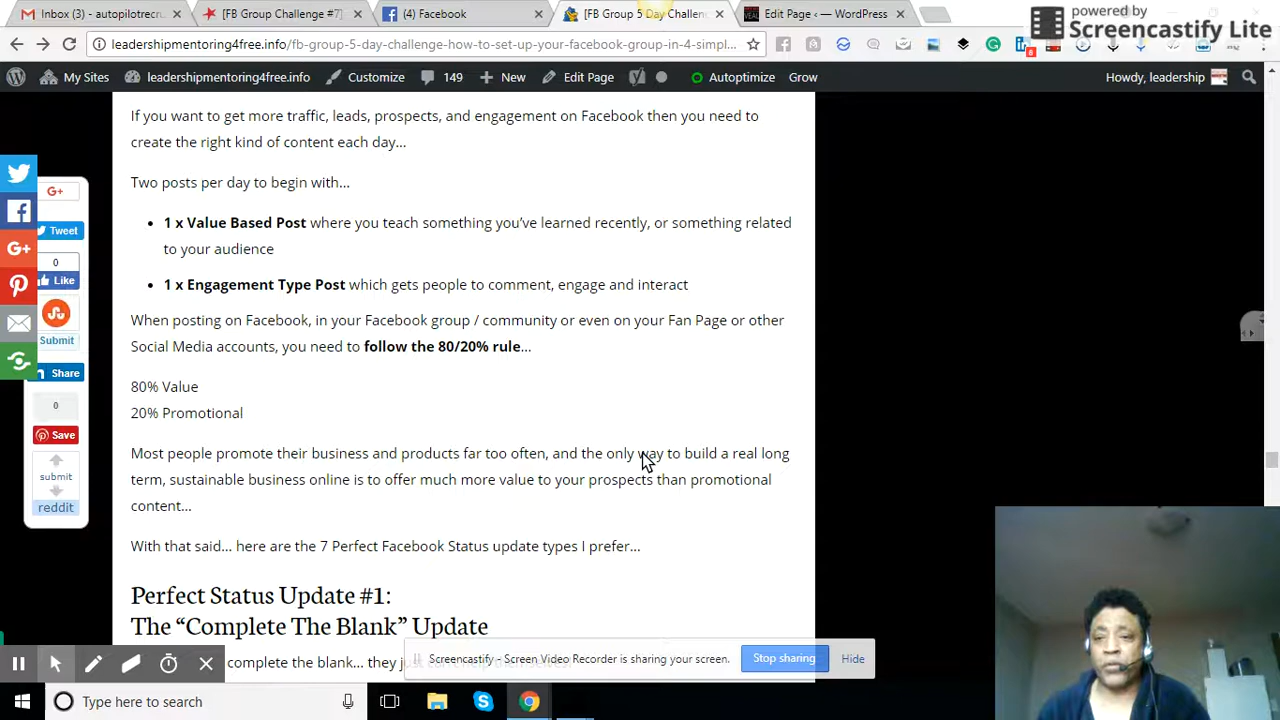 Inbox (3) - autopilotrecru
[FB Group Challenge #7]
(4) Facebook
[FB Group 5 Day Challen
Edit Page ‹ — WordPress
powered by
Screencastify Lite
leadershipmentoring4free.info/fb-group-5-day-challenge-how-to-set-up-your-facebook-group-in-4-simpl...
My Sites
leadershipmentoring4free.info
Customize
149
New
Edit Page
Autoptimize
Grow
Howdy, leadership
If you want to get more traffic, leads, prospects, and engagement on Facebook then you need to
create the right kind of content each day…
Two posts per day to begin with…
• 1 x Value Based Post where you teach something you’ve learned recently, or something related
to your audience
• 1 x Engagement Type Post which gets people to comment, engage and interact
When posting on Facebook, in your Facebook group / community or even on your Fan Page or other
Social Media accounts, you need to follow the 80/20% rule…
80% Value
20% Promotional
Most people promote their business and products far too often, and the only way to build a real long
term, sustainable business online is to offer much more value to your prospects than promotional
content…
With that said… here are the 7 Perfect Facebook Status update types I prefer…
Perfect Status Update #1:
The “Complete The Blank” Update
complete the blank… they
G+
Tweet
0
Like
Submit
Share
0
Save
submit
reddit
Screencastify - Screen Video Recorder is sharing your screen.
Stop sharing
Hide
Type here to search